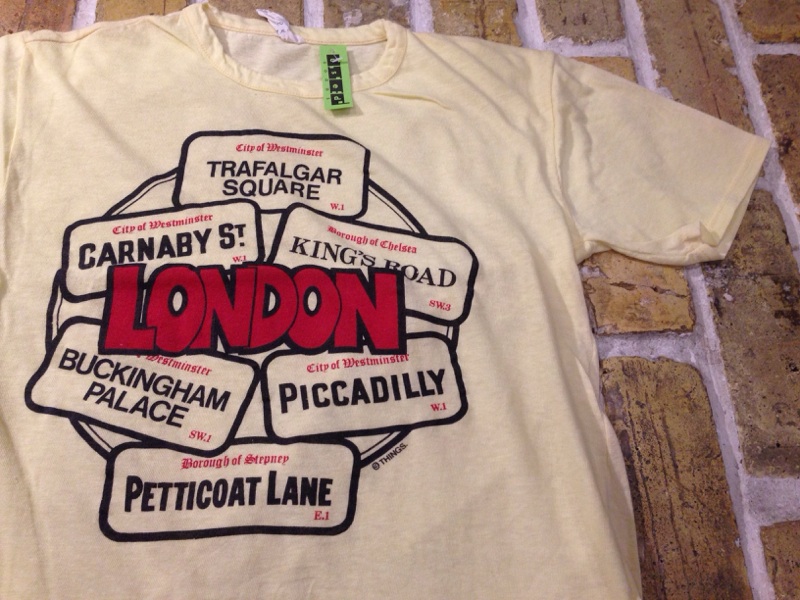 City of Westminster
TRAFALGAR
SQUARE
W.1
City of Westminster
CARNABY ST
W.1
Borough of Chelsea
KING'S ROAD
SW.3
LONDON
Westminster
BUCKINGHAM
PALACE
SW.1
City of Westminster
PICCADILLY
W.1
Borough of Stepney
PETTICOAT LANE
E.1
© THINGS.